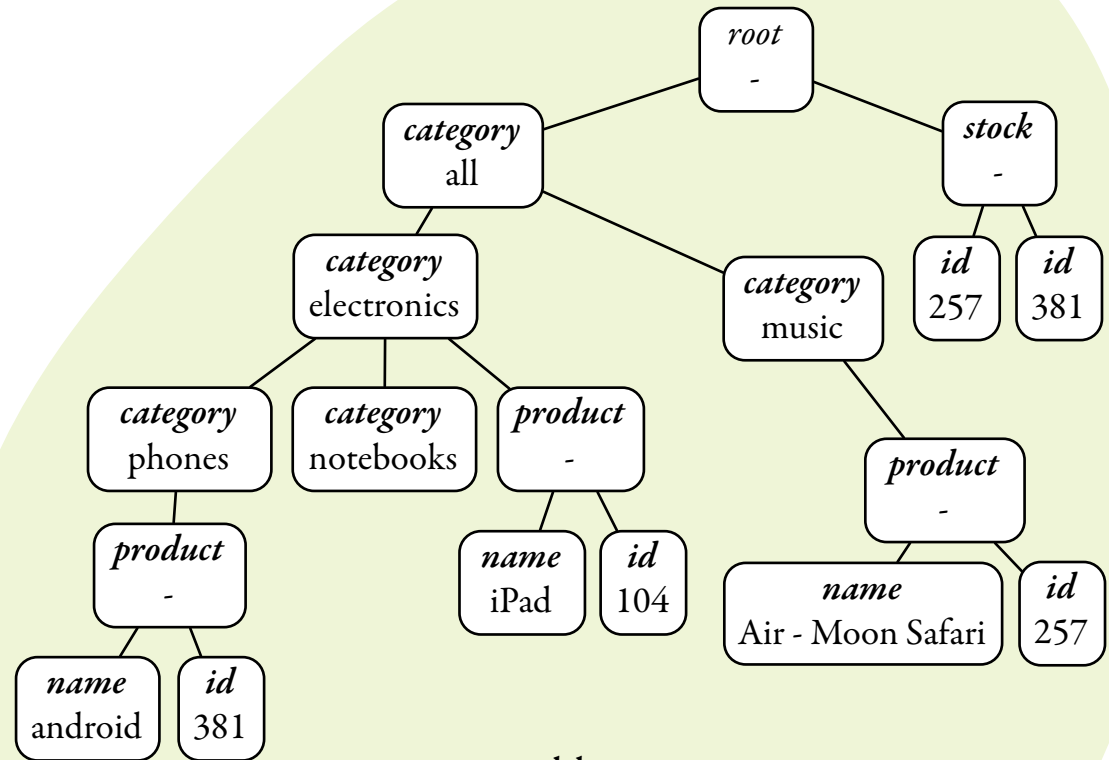 root
-
category
all
stock
-
category
electronics
category
music
id
257
id
381
category
phones
category
notebooks
product
-
product
-
product
-
name
iPad
id
104
name
Air - Moon Safari
id
257
name
android
id
381